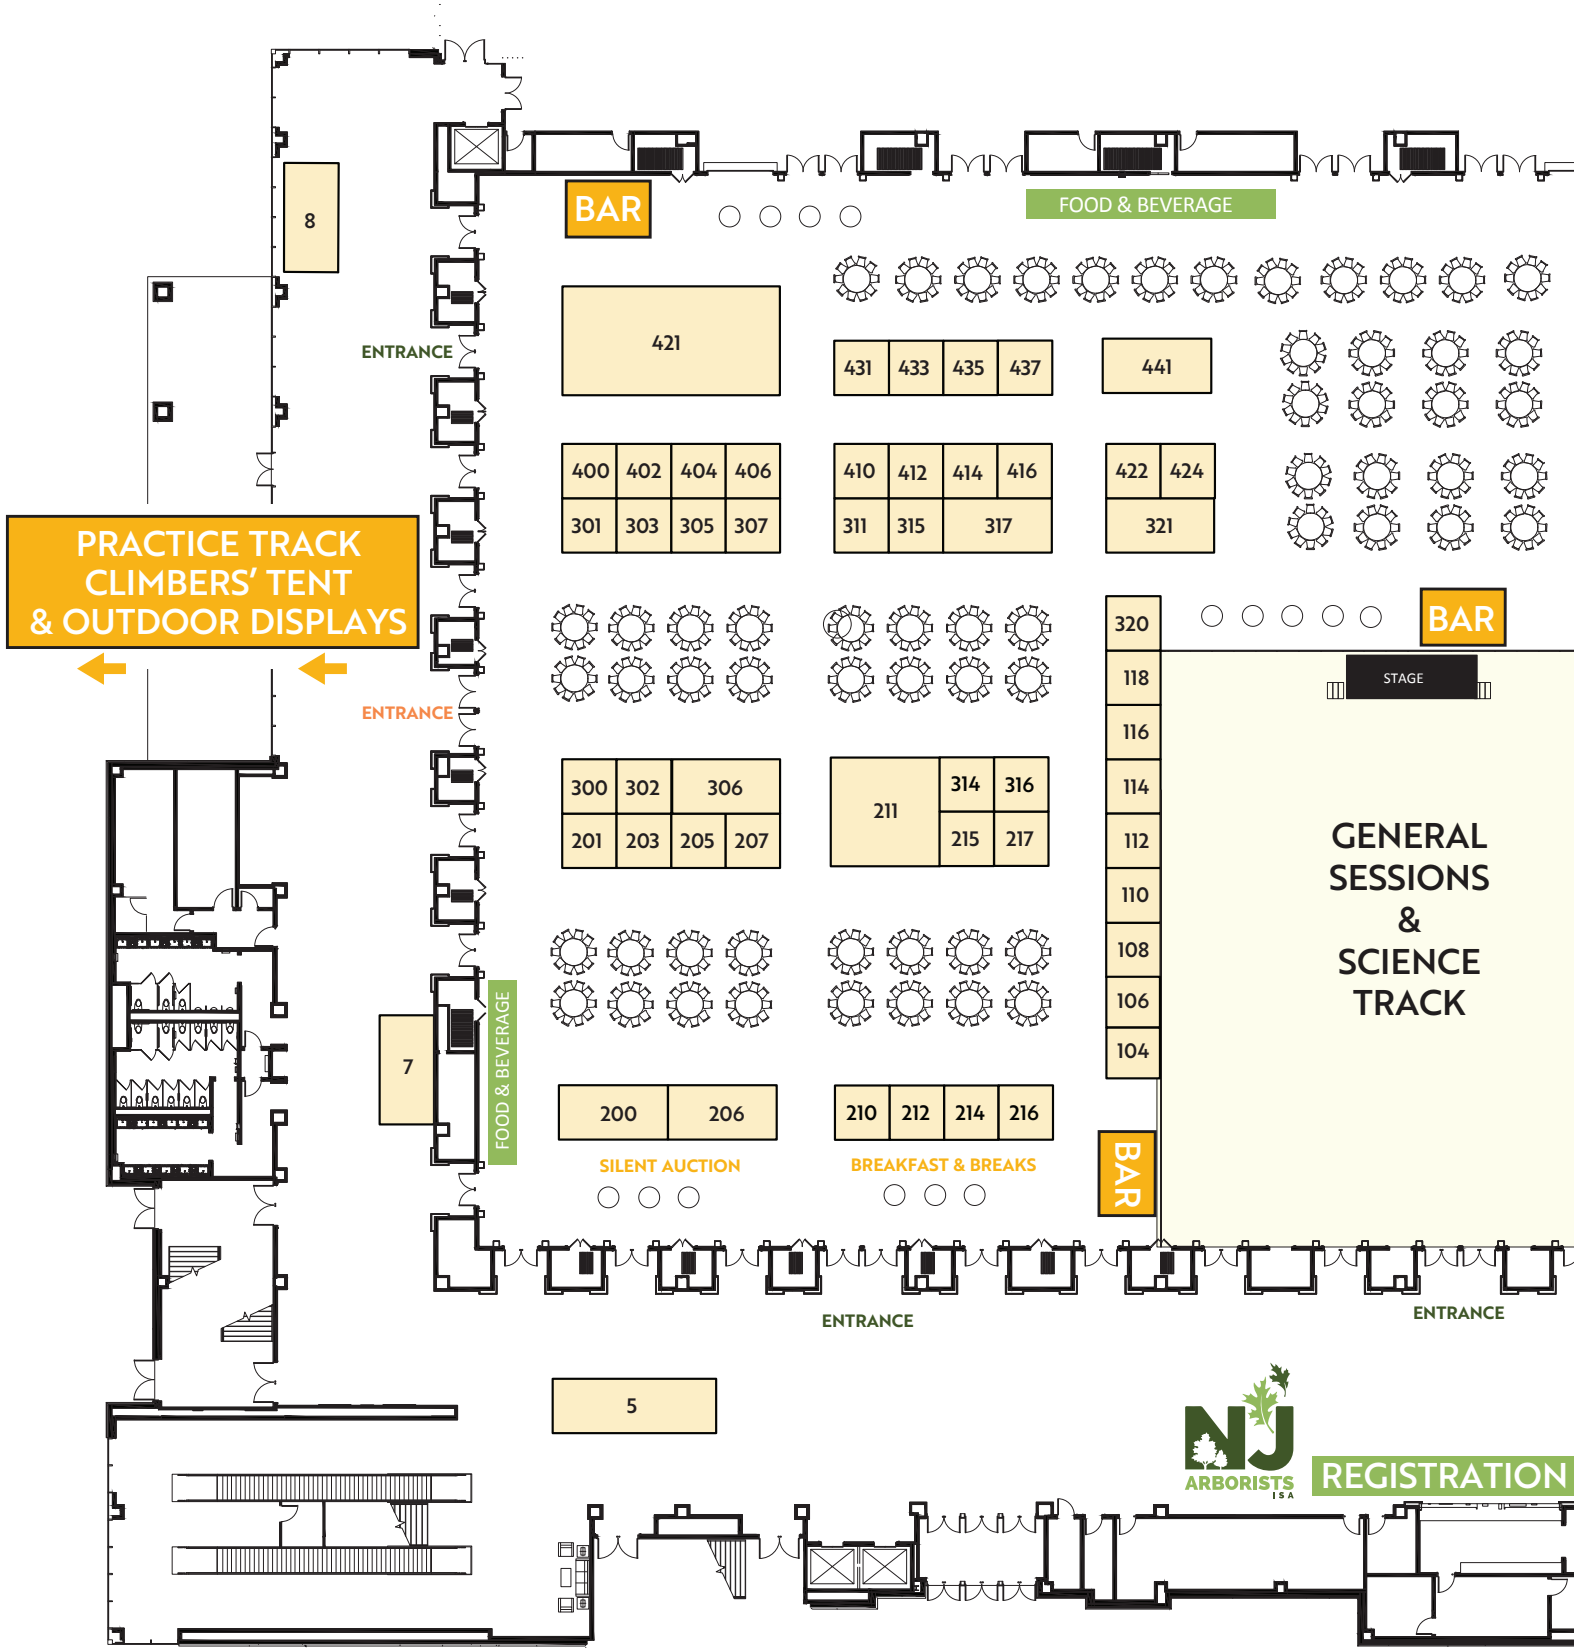 8
BAR
FOOD & BEVERAGE
ENTRANCE
421
431 433 435 437
441
400 402 404 406
410 412 414 416
422 424
301 303 305 307
311 315 317
321
PRACTICE TRACK
CLIMBERS’ TENT
& OUTDOOR DISPLAYS
ENTRANCE
320
118
116
114
112
110
108
106
104
BAR
STAGE
300 302 306
201 203 205 207
211
314 316
215 217
GENERAL
SESSIONS
&
SCIENCE
TRACK
7
FOOD & BEVERAGE
200 206
210 212 214 216
SILENT AUCTION
BREAKFAST & BREAKS
BAR
ENTRANCE
ENTRANCE
5
NJ
ARBORISTS
ISA
REGISTRATION